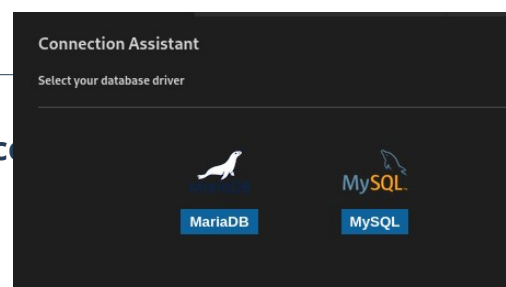 Connection Assistant
Select your database driver
MySQL
MariaDB
MySQL